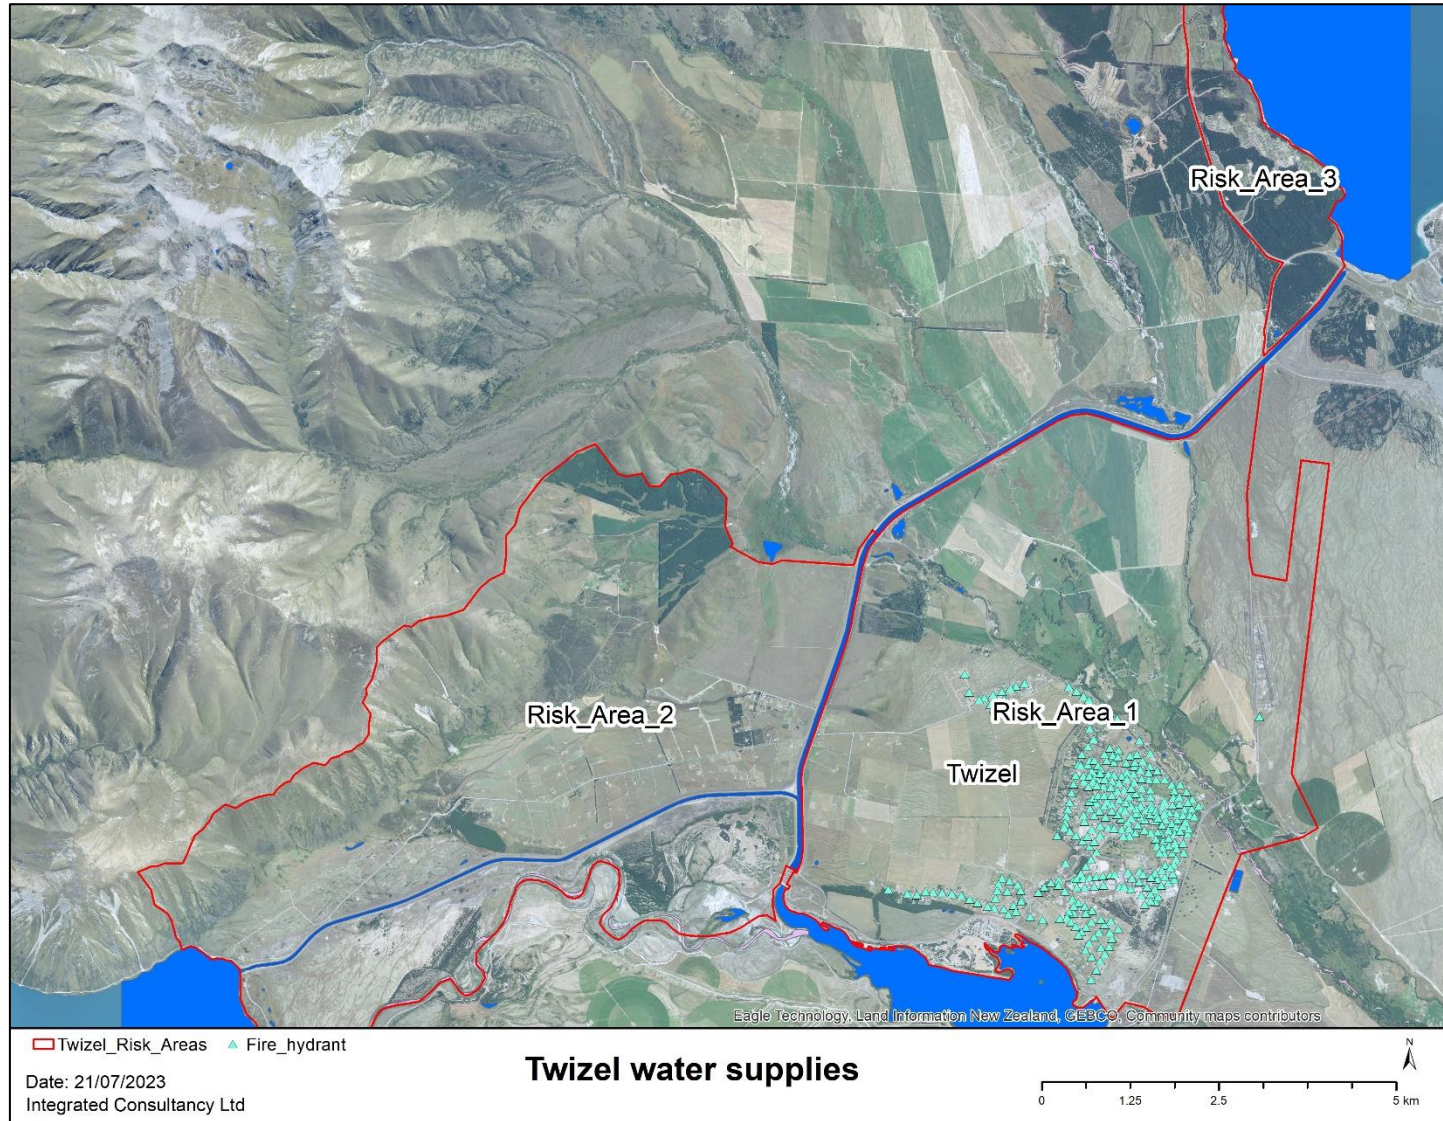 Risk_Area_3
Risk_Area_2
Risk_Area_1
Twizel
Eagle Technology, Land Information New Zealand, GEBCO, Community maps contributors
Twizel_Risk_Areas Fire_hydrant
Twizel water supplies
N
Date: 21/07/2023
Integrated Consultancy Ltd
0 1.25 2.5 5 km